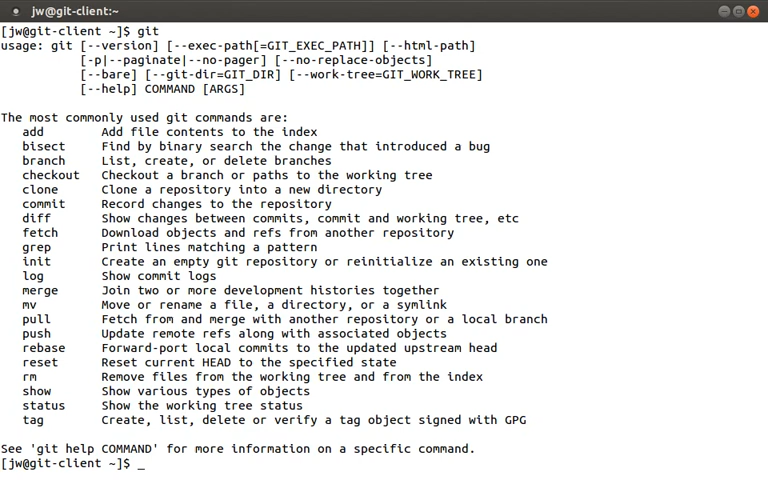 jw@git-client:~
[jw@git-client ~]$ git
usage: git [--version] [--exec-path[=GIT_EXEC_PATH]] [--html-path]
           [-p|--paginate|--no-pager] [--no-replace-objects]
           [--bare] [--git-dir=GIT_DIR] [--work-tree=GIT_WORK_TREE]
           [--help] COMMAND [ARGS]

The most commonly used git commands are:
   add        Add file contents to the index
   bisect     Find by binary search the change that introduced a bug
   branch     List, create, or delete branches
   checkout   Checkout a branch or paths to the working tree
   clone      Clone a repository into a new directory
   commit     Record changes to the repository
   diff       Show changes between commits, commit and working tree, etc
   fetch      Download objects and refs from another repository
   grep       Print lines matching a pattern
   init       Create an empty git repository or reinitialize an existing one
   log        Show commit logs
   merge      Join two or more development histories together
   mv         Move or rename a file, a directory, or a symlink
   pull       Fetch from and merge with another repository or a local branch
   push       Update remote refs along with associated objects
   rebase     Forward-port local commits to the updated upstream head
   reset      Reset current HEAD to the specified state
   rm         Remove files from the working tree and from the index
   show       Show various types of objects
   status     Show the working tree status
   tag        Create, list, delete or verify a tag object signed with GPG

See 'git help COMMAND' for more information on a specific command.
[jw@git-client ~]$ _